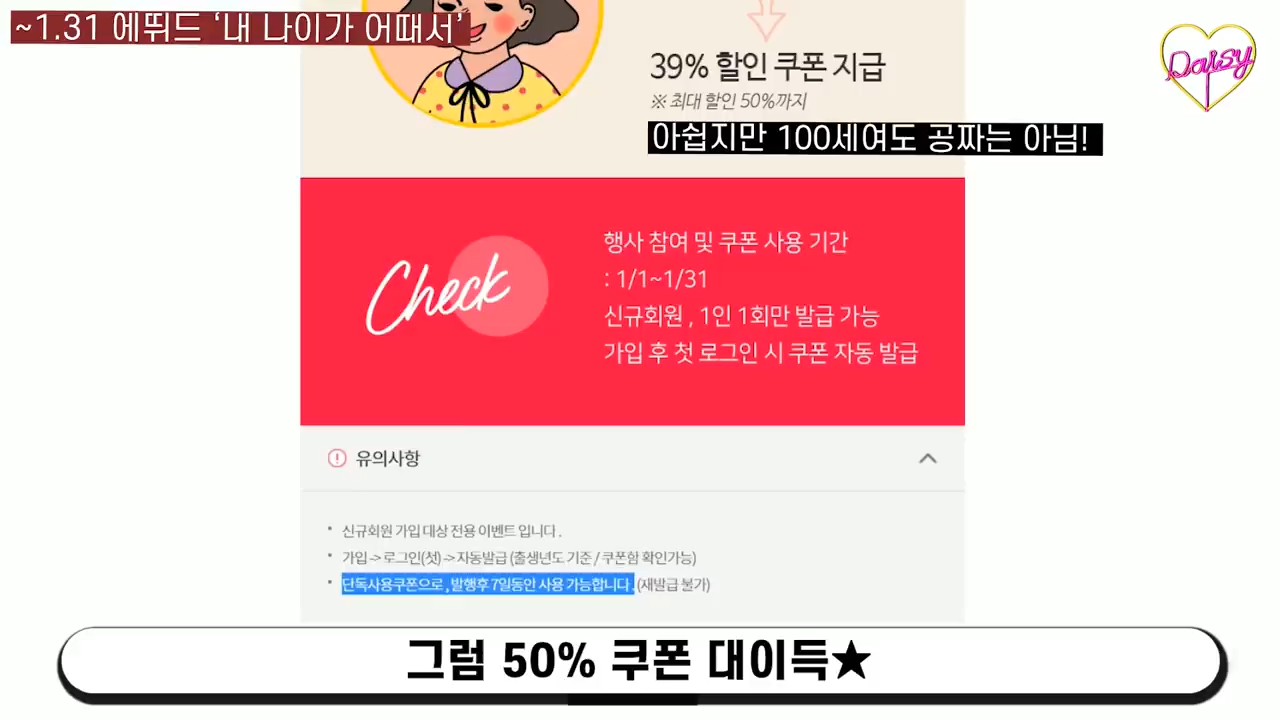 ~1.31 에뛰드 ‘내 나이가 어때서’
Daisy
39% 할인 쿠폰 지급
※ 최대 할인 50%까지
아쉽지만 100세여도 공짜는 아님!
Check
행사 참여 및 쿠폰 사용 기간
: 1/1~1/31
신규회원 , 1인 1회만 발급 가능
가입 후 첫 로그인 시 쿠폰 자동 발급
유의사항
• 신규회원 가입 대상 전용 이벤트 입니다 .
• 가입 -> 로그인(첫) -> 자동발급 (출생년도 기준 / 쿠폰함 확인가능)
• 단독사용쿠폰으로 , 발행후 7일동안 사용 가능합니다 . (재발급 불가)
그럼 50% 쿠폰 대이득★